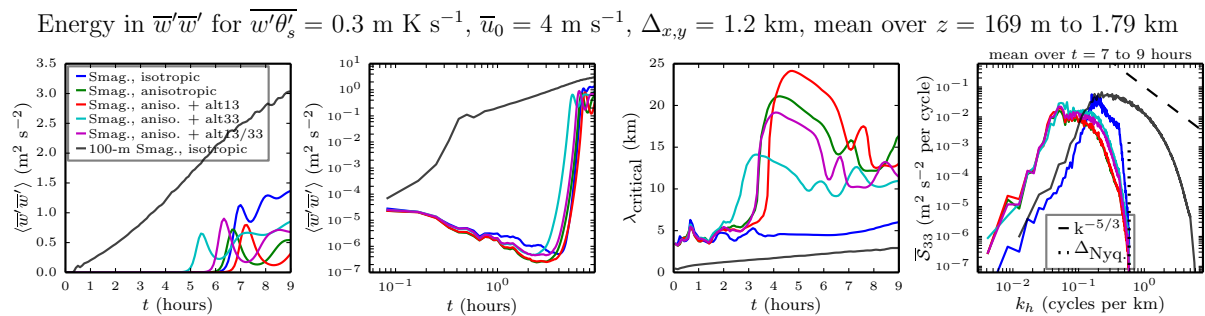 Energy in w′w′ for w′θ′ₛ = 0.3 m K s⁻¹, u₀ = 4 m s⁻¹, Δx,y = 1.2 km, mean over z = 169 m to 1.79 km
3.5
3.0
2.5
2.0
1.5
1.0
0.5
0.0
⟨w′w′⟩ (m² s⁻²)
Smag., isotropic
Smag., anisotropic
Smag., aniso. + alt13
Smag., aniso. + alt33
Smag., aniso. + alt13/33
100-m Smag., isotropic
0 1 2 3 4 5 6 7 8 9
t (hours)
10¹
10⁰
10⁻¹
10⁻²
10⁻³
10⁻⁴
10⁻⁵
10⁻⁶
10⁻⁷
⟨w′w′⟩ (m² s⁻²)
10⁻¹ 10⁰
t (hours)
25
20
15
10
5
0
λcritical (km)
0 1 2 3 4 5 6 7 8 9
t (hours)
mean over t = 7 to 9 hours
10⁻¹
10⁻²
10⁻³
10⁻⁴
10⁻⁵
10⁻⁶
10⁻⁷
S₃₃ (m² s⁻² per cycle)
k⁻⁵/³
ΔNyq.
10⁻² 10⁻¹ 10⁰
kₕ (cycles per km)